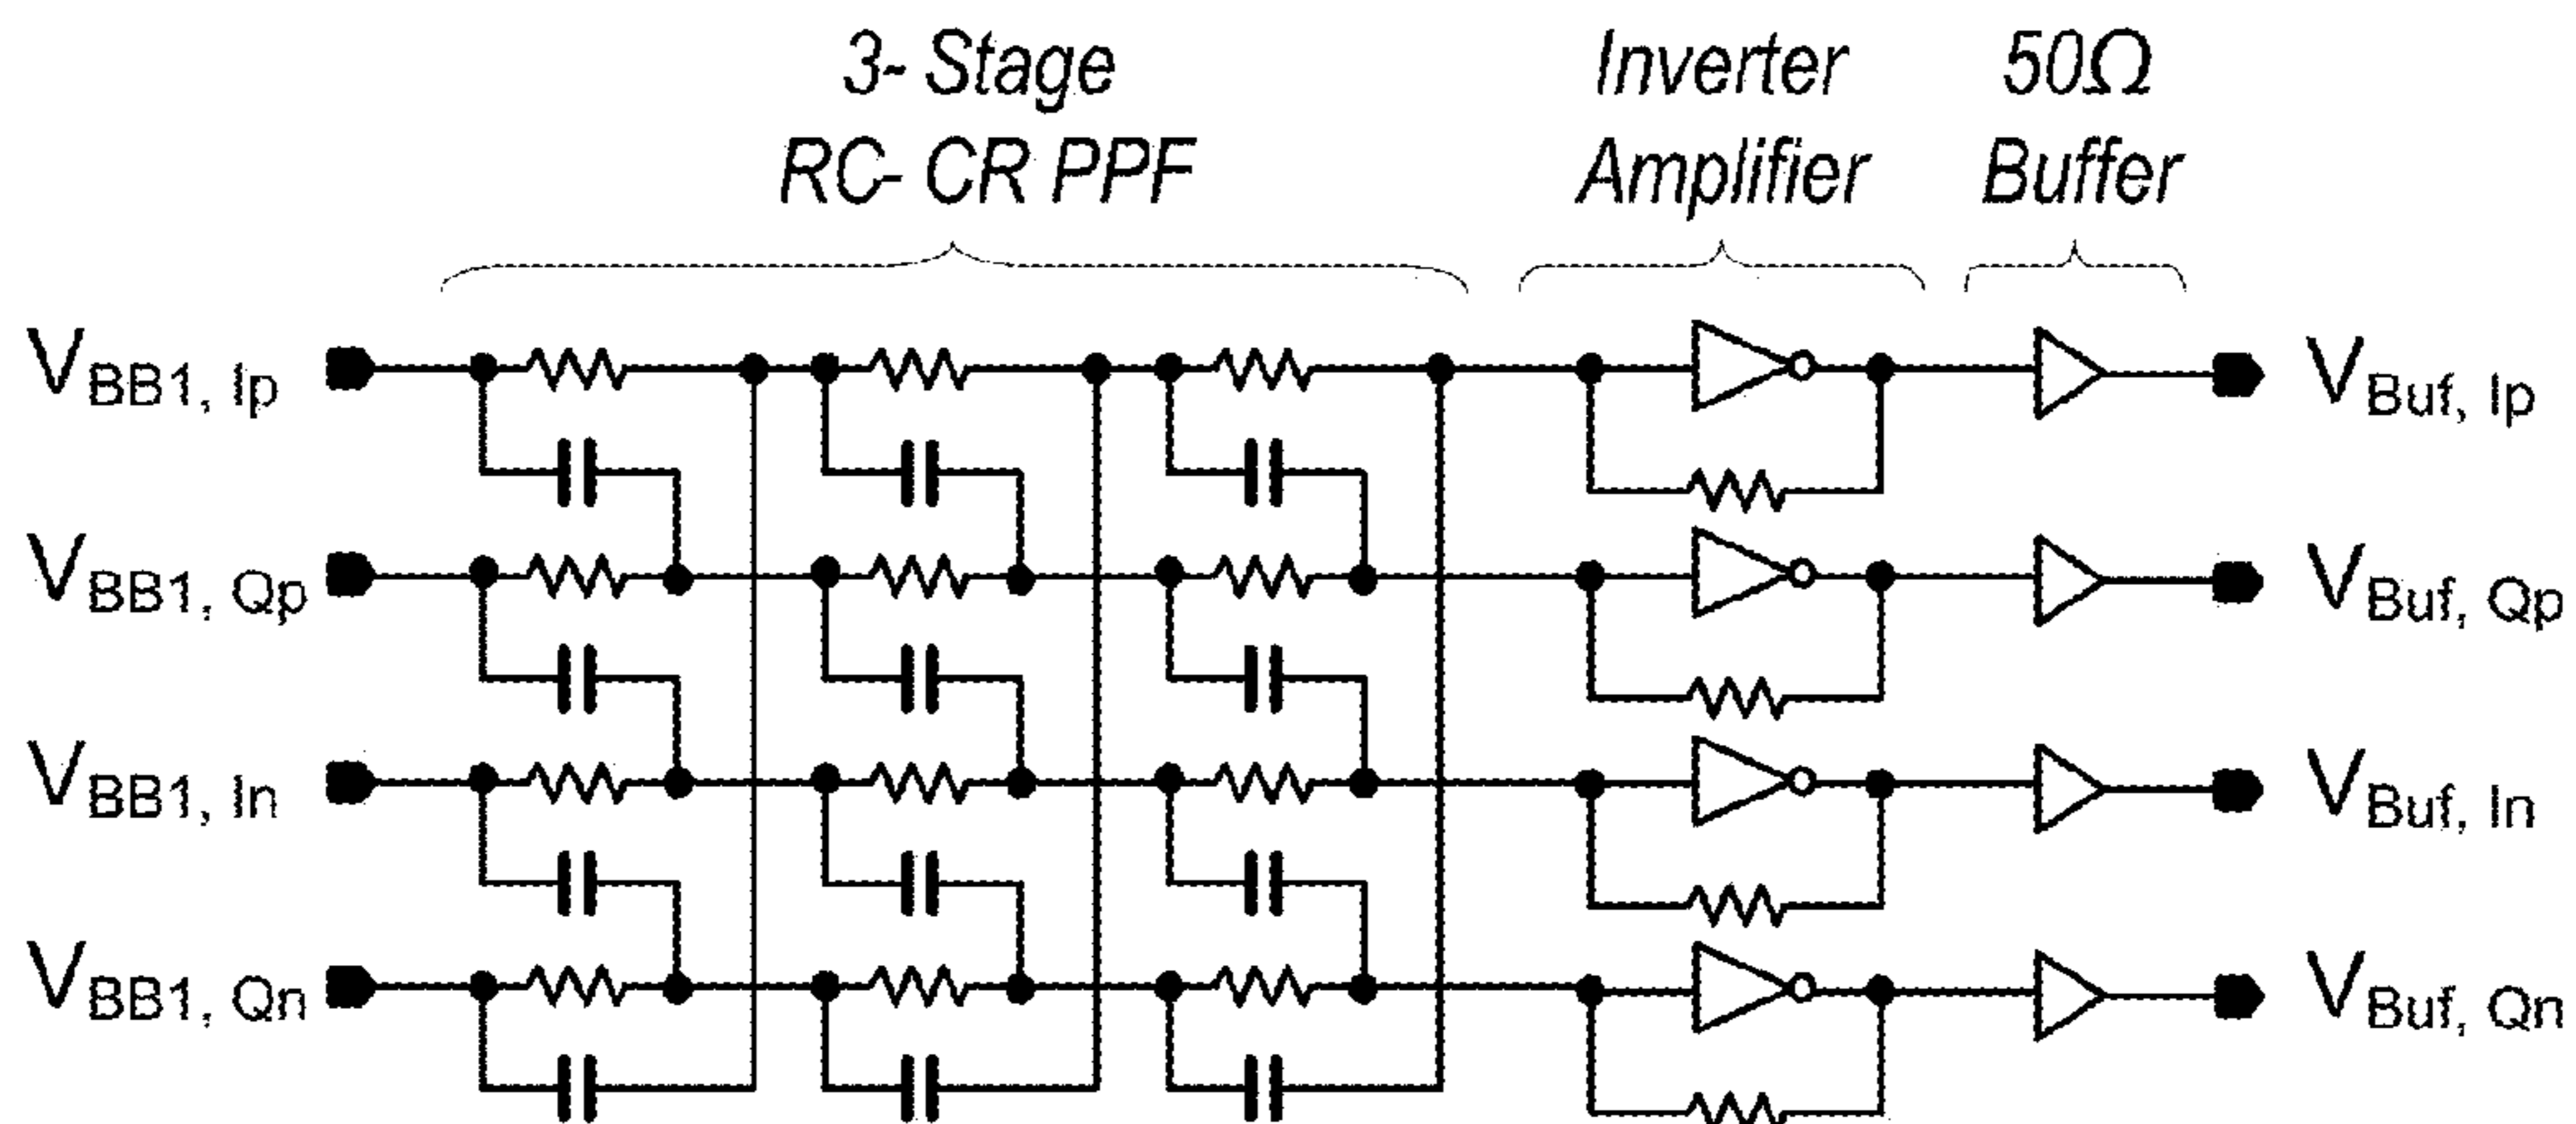 3- Stage
RC- CR PPF
Inverter
Amplifier
50Ω
Buffer
VBB1, Ip
VBuf, Ip
VBB1, Qp
VBuf, Qp
VBB1, In
VBuf, In
VBB1, Qn
VBuf, Qn